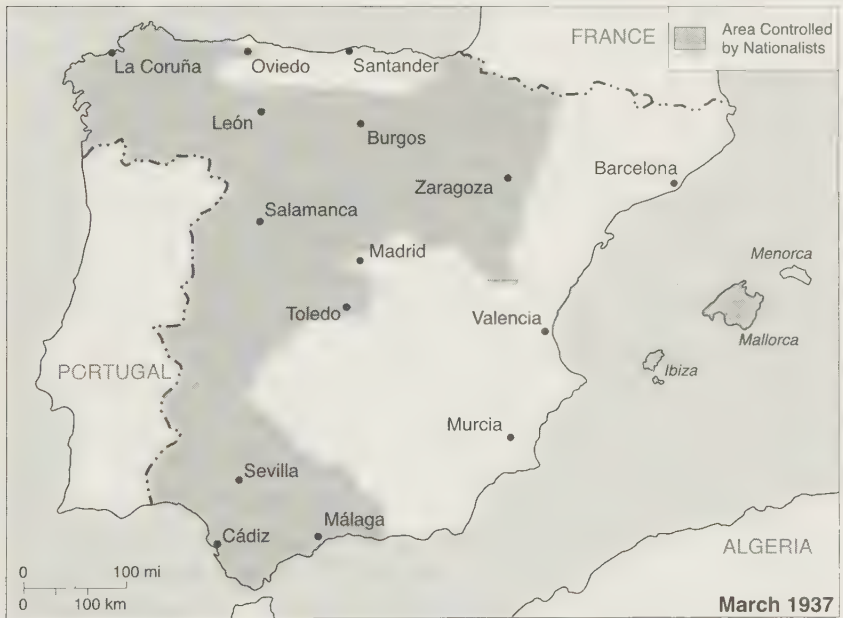 FRANCE
Area Controlled
by Nationalists
La Coruña
Oviedo
Santander
León
Burgos
Zaragoza
Barcelona
Salamanca
Madrid
Menorca
Toledo
Valencia
Mallorca
Ibiza
PORTUGAL
Murcia
Sevilla
Cádiz
Málaga
ALGERIA
0 100 mi
0 100 km
March 1937